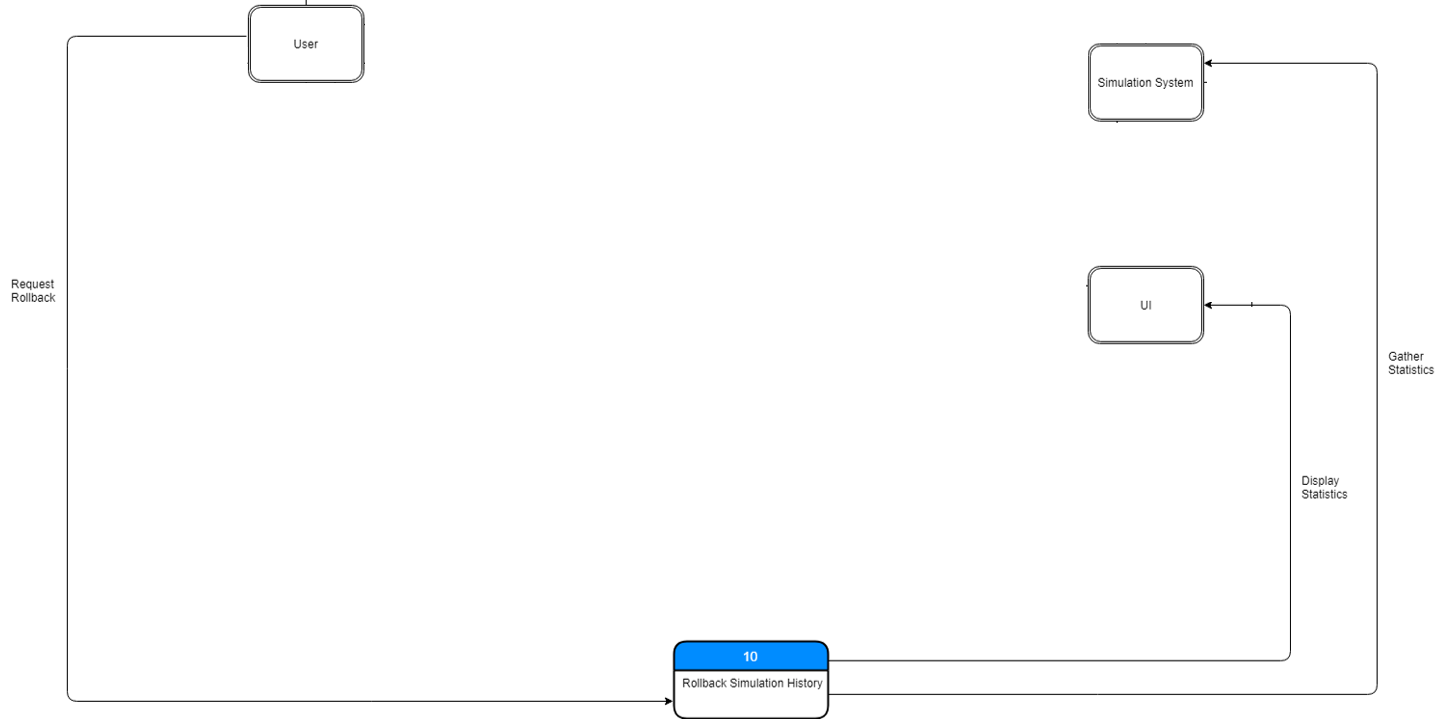 User
Simulation System
Request
Rollback
UI
Gather
Statistics
Display
Statistics
10
Rollback Simulation History